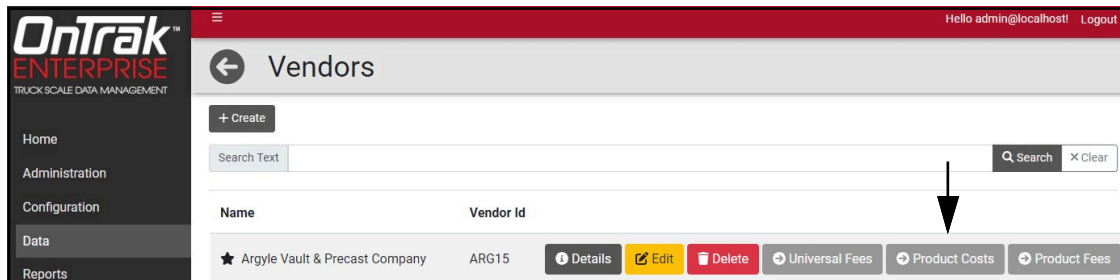 OnTrak™
ENTERPRISE
TRUCK SCALE DATA MANAGEMENT
Hello admin@localhost! Logout
Vendors
+ Create
Home
Search Text Search × Clear
Administration
Configuration
Name Vendor Id
Data
Argyle Vault & Precast Company ARG15 Details Edit Delete Universal Fees Product Costs Product Fees
Reports